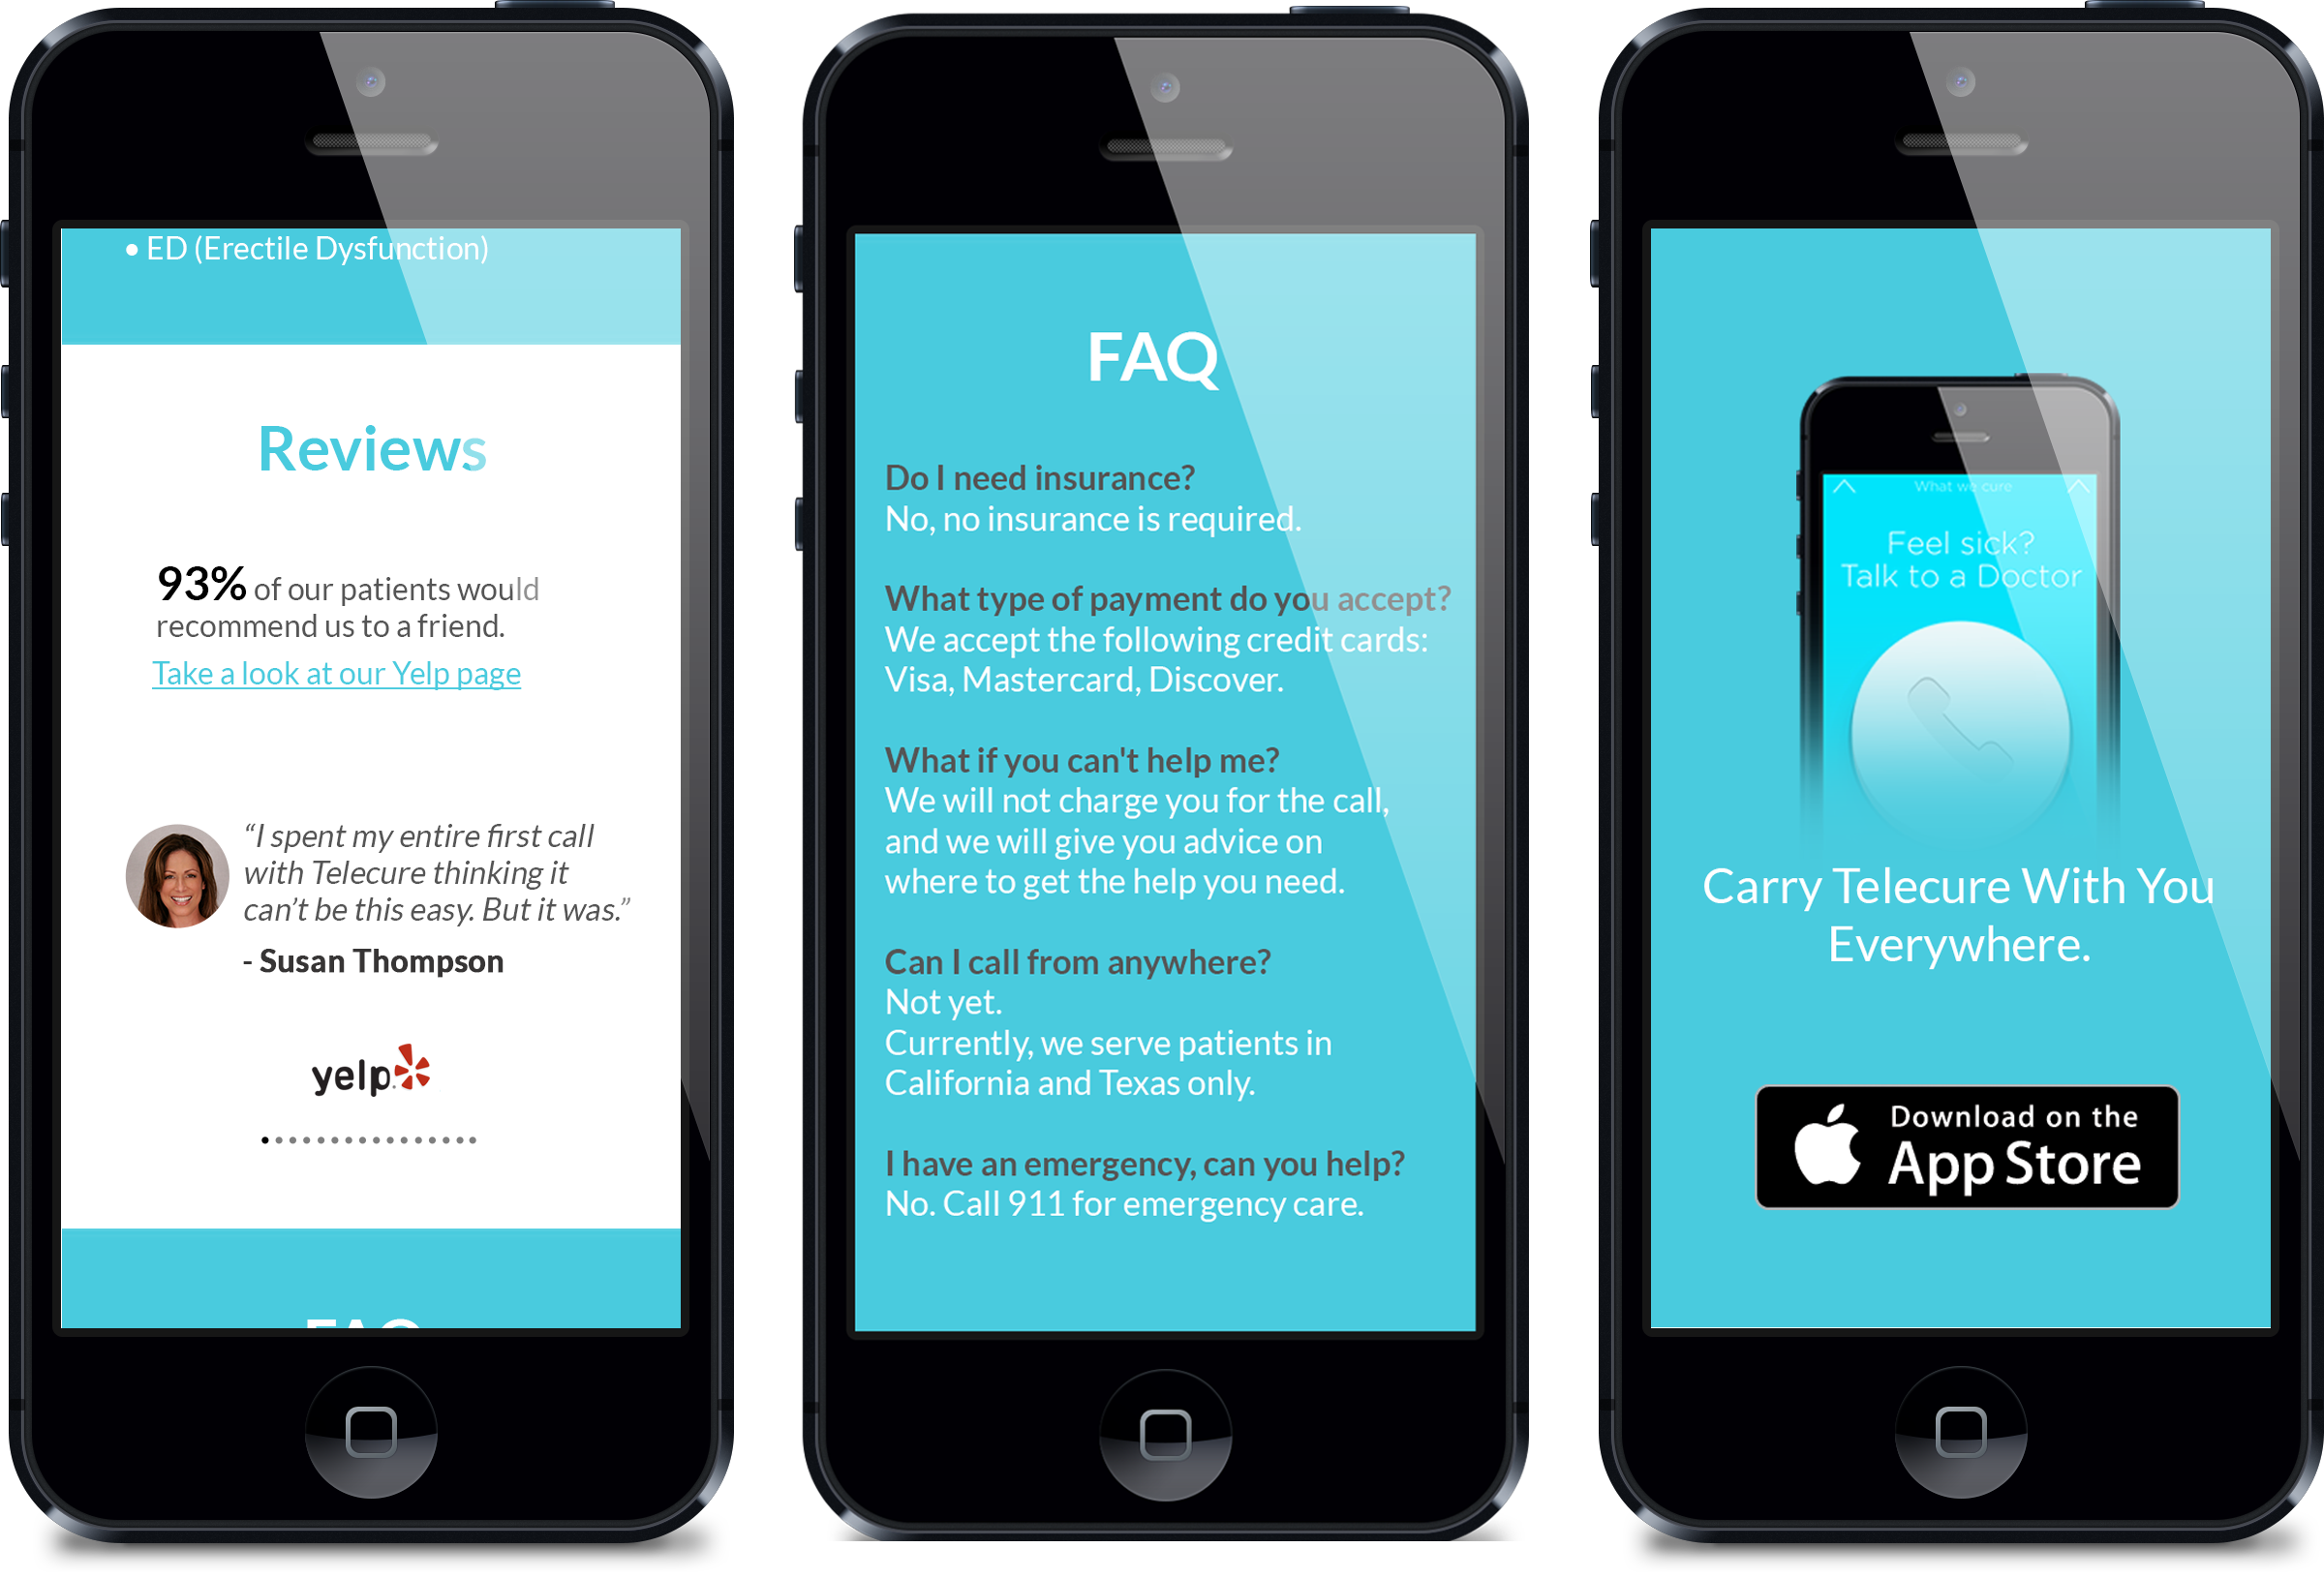 • ED (Erectile Dysfunction)
Reviews
93% of our patients would
recommend us to a friend.
Take a look at our Yelp page
“I spent my entire first call
with Telecure thinking it
can’t be this easy. But it was.”
- Susan Thompson
yelp
FAQ
FAQ
Do I need insurance?
No, no insurance is required.
What type of payment do you accept?
We accept the following credit cards:
Visa, Mastercard, Discover.
What if you can't help me?
We will not charge you for the call,
and we will give you advice on
where to get the help you need.
Can I call from anywhere?
Not yet.
Currently, we serve patients in
California and Texas only.
I have an emergency, can you help?
No. Call 911 for emergency care.
What we cure
Feel sick?
Talk to a Doctor
Carry Telecure With You
Everywhere.
Download on the
App Store